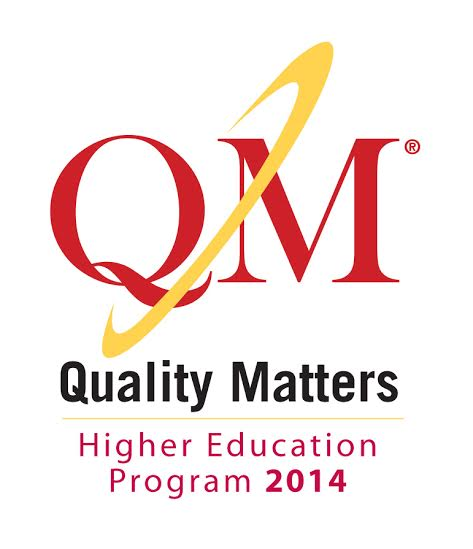 QM®
Quality Matters
Higher Education
Program 2014